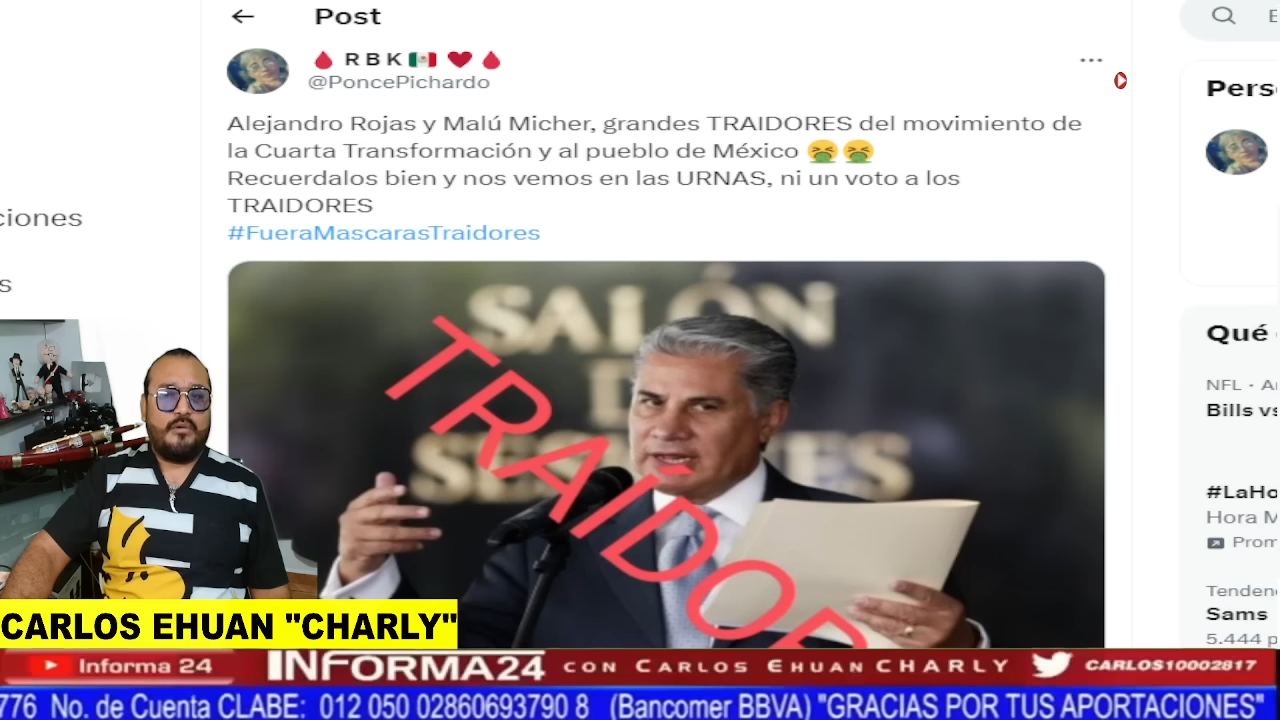 Post
R B K
@PoncePichardo
Alejandro Rojas y Malú Micher, grandes TRAIDORES del movimiento de
la Cuarta Transformación y al pueblo de México 🤮🤮
Recuerdalos bien y nos vemos en las URNAS, ni un voto a los
TRAIDORES
#FueraMascarasTraidores
SALÓN
TRAIDOR
ciones
s
E
Pers
Qué
NFL · A
Bills vs
#LaHo
Hora M
Prom
Tenden
Sams
5.444 p
CARLOS EHUAN "CHARLY"
Informa 24
INFORMA24 CON CARLOS EHUAN CHARLY
CARLOS10002817
776 No. de Cuenta CLABE: 012 050 02860693790 8 (Bancomer BBVA) "GRACIAS POR TUS APORTACIONES"